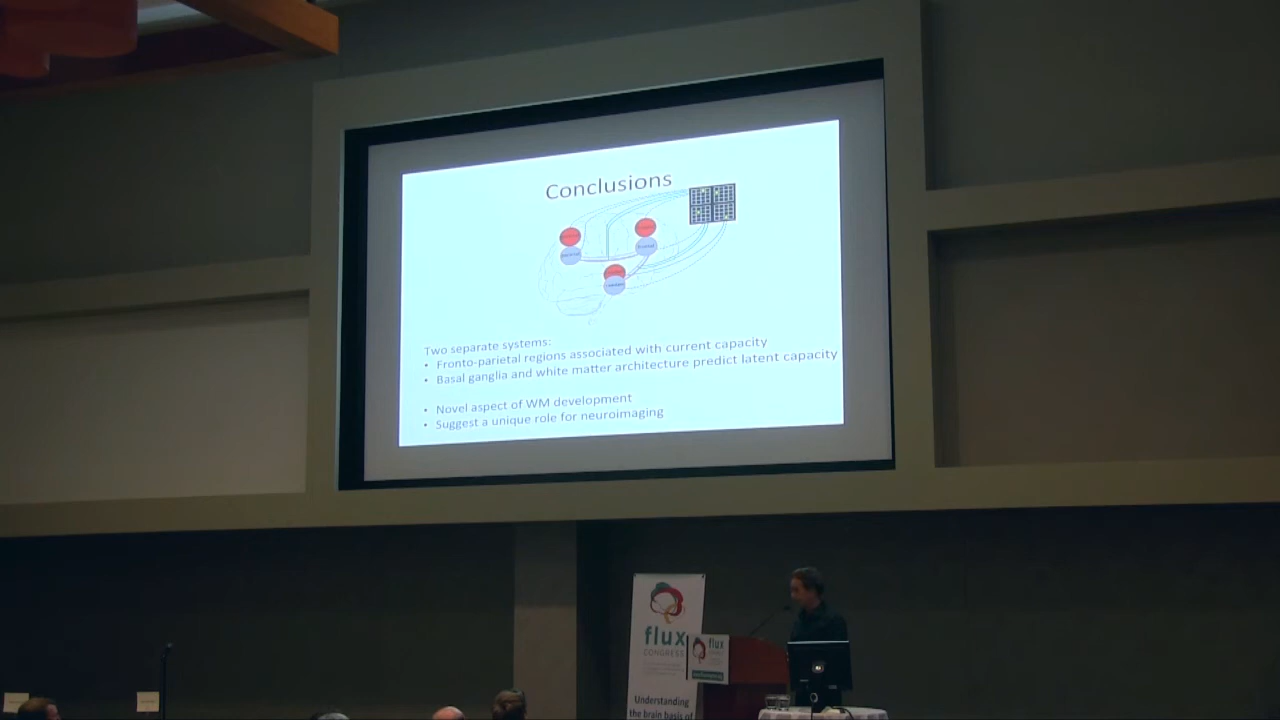 Conclusions
Two separate systems:
• Fronto-parietal regions associated with current capacity
• Basal ganglia and white matter architecture predict latent capacity
• Novel aspect of WM development
• Suggest a unique role for neuroimaging
flux
CONGRESS
flux
Understanding
the brain basis of